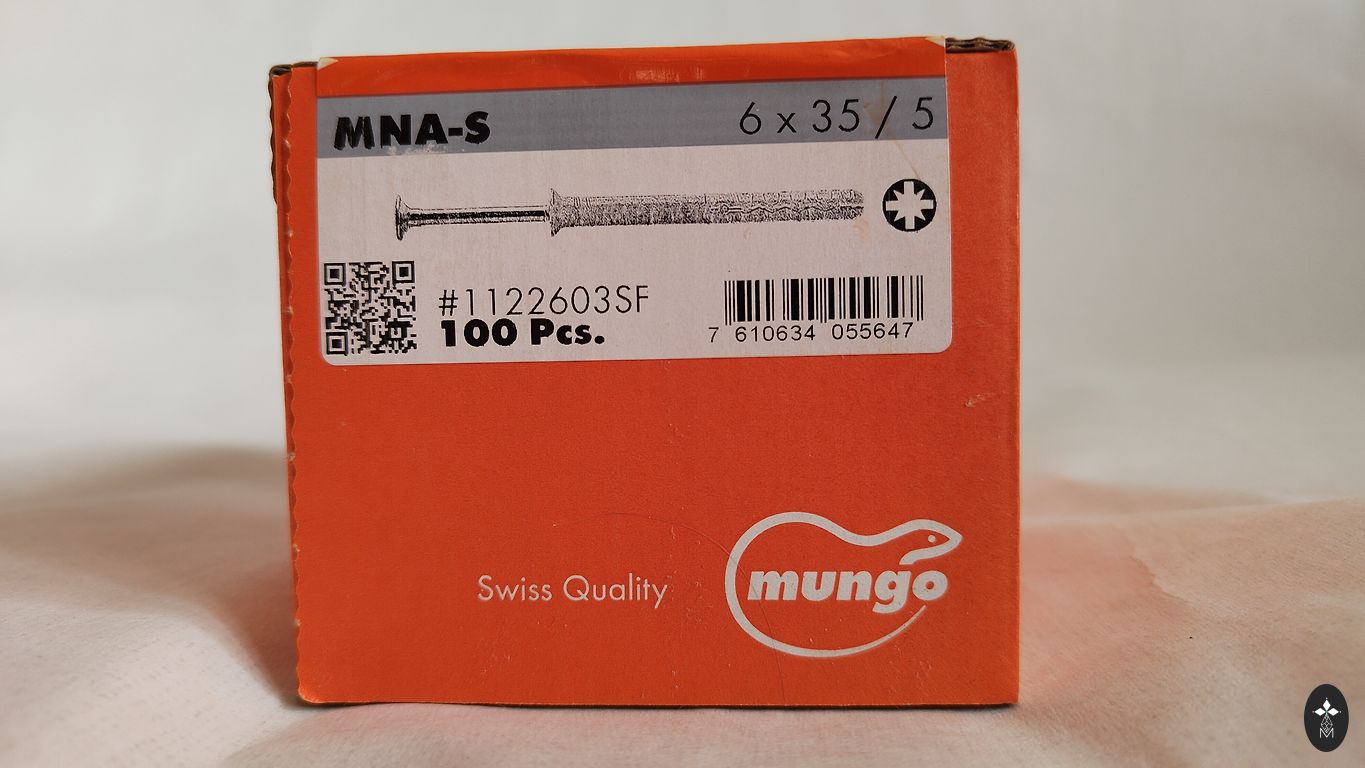 MNA-S
6 x 35 / 5
#1122603SF
100 Pcs.
7 610634 055647
Swiss Quality
mungo
M